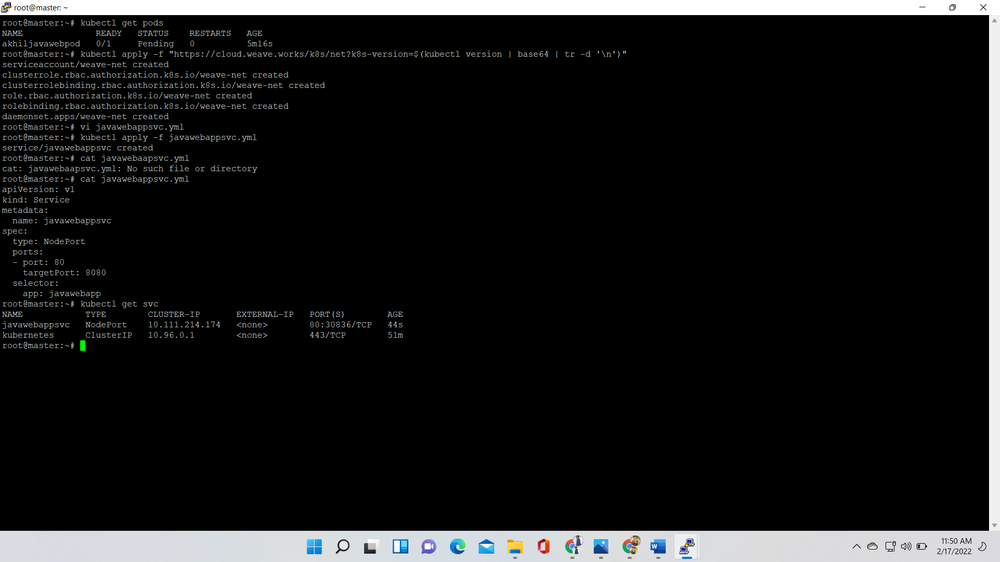 root@master: ~
root@master:~# kubectl get pods
NAME READY STATUS RESTARTS AGE
akhiljavawebpod 0/1 Pending 0 5m16s
root@master:~# kubectl apply -f "https://cloud.weave.works/k8s/net?k8s-version=$(kubectl version | base64 | tr -d '\n')"
serviceaccount/weave-net created
clusterrole.rbac.authorization.k8s.io/weave-net created
clusterrolebinding.rbac.authorization.k8s.io/weave-net created
role.rbac.authorization.k8s.io/weave-net created
rolebinding.rbac.authorization.k8s.io/weave-net created
daemonset.apps/weave-net created
root@master:~# vi javawebappsvc.yml
root@master:~# kubectl apply -f javawebappsvc.yml
service/javawebappsvc created
root@master:~# cat javawebaapsvc.yml
cat: javawebaapsvc.yml: No such file or directory
root@master:~# cat javawebappsvc.yml
apiVersion: v1
kind: Service
metadata:
  name: javawebappsvc
spec:
  type: NodePort
  ports:
  - port: 80
    targetPort: 8080
  selector:
    app: javawebapp
root@master:~# kubectl get svc
NAME TYPE CLUSTER-IP EXTERNAL-IP PORT(S) AGE
javawebappsvc NodePort 10.111.214.174 <none> 80:30836/TCP 44s
kubernetes ClusterIP 10.96.0.1 <none> 443/TCP 51m
root@master:~#
W
11:50 AM
2/17/2022